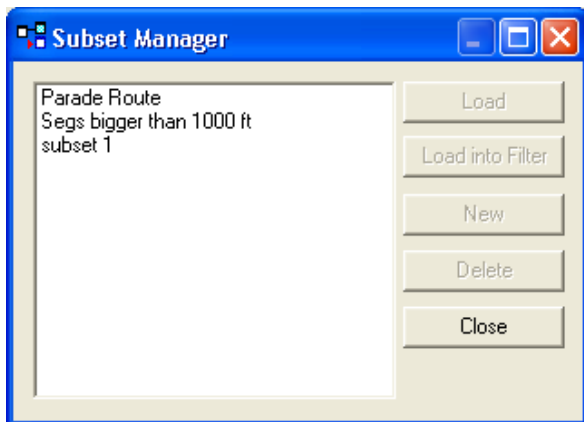 Subset Manager
Parade Route
Segs bigger than 1000 ft
subset 1
Load
Load into Filter
New
Delete
Close